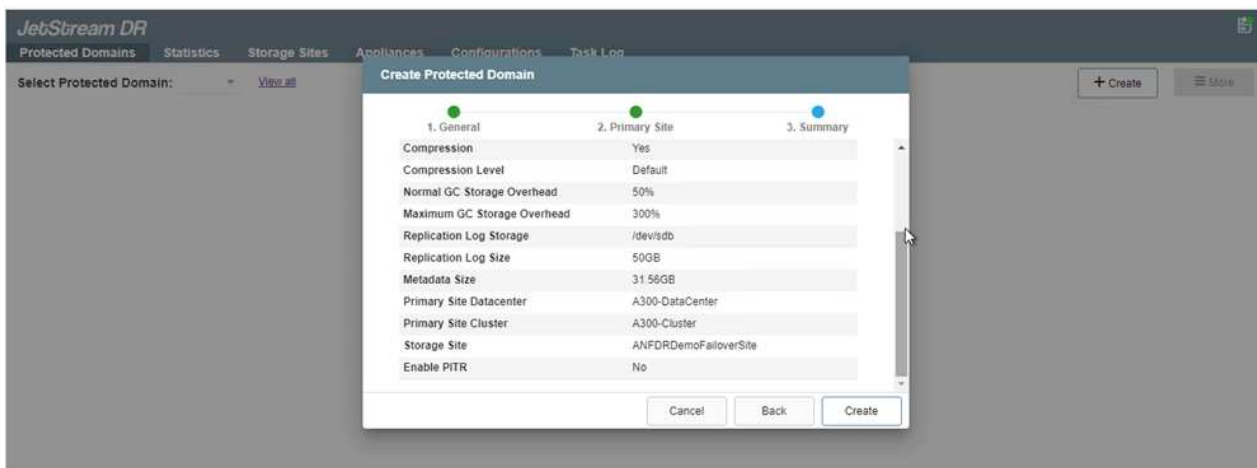 JetStream DR
Protected Domains Statistics Storage Sites Appliances Configurations Task Log
Select Protected Domain: View all + Create More
Create Protected Domain
1. General 2. Primary Site 3. Summary
Compression Yes
Compression Level Default
Normal GC Storage Overhead 50%
Maximum GC Storage Overhead 300%
Replication Log Storage /dev/sdb
Replication Log Size 50GB
Metadata Size 31.56GB
Primary Site Datacenter A300-DataCenter
Primary Site Cluster A300-Cluster
Storage Site ANFDRDemoFailoverSite
Enable PITR No
Cancel Back Create